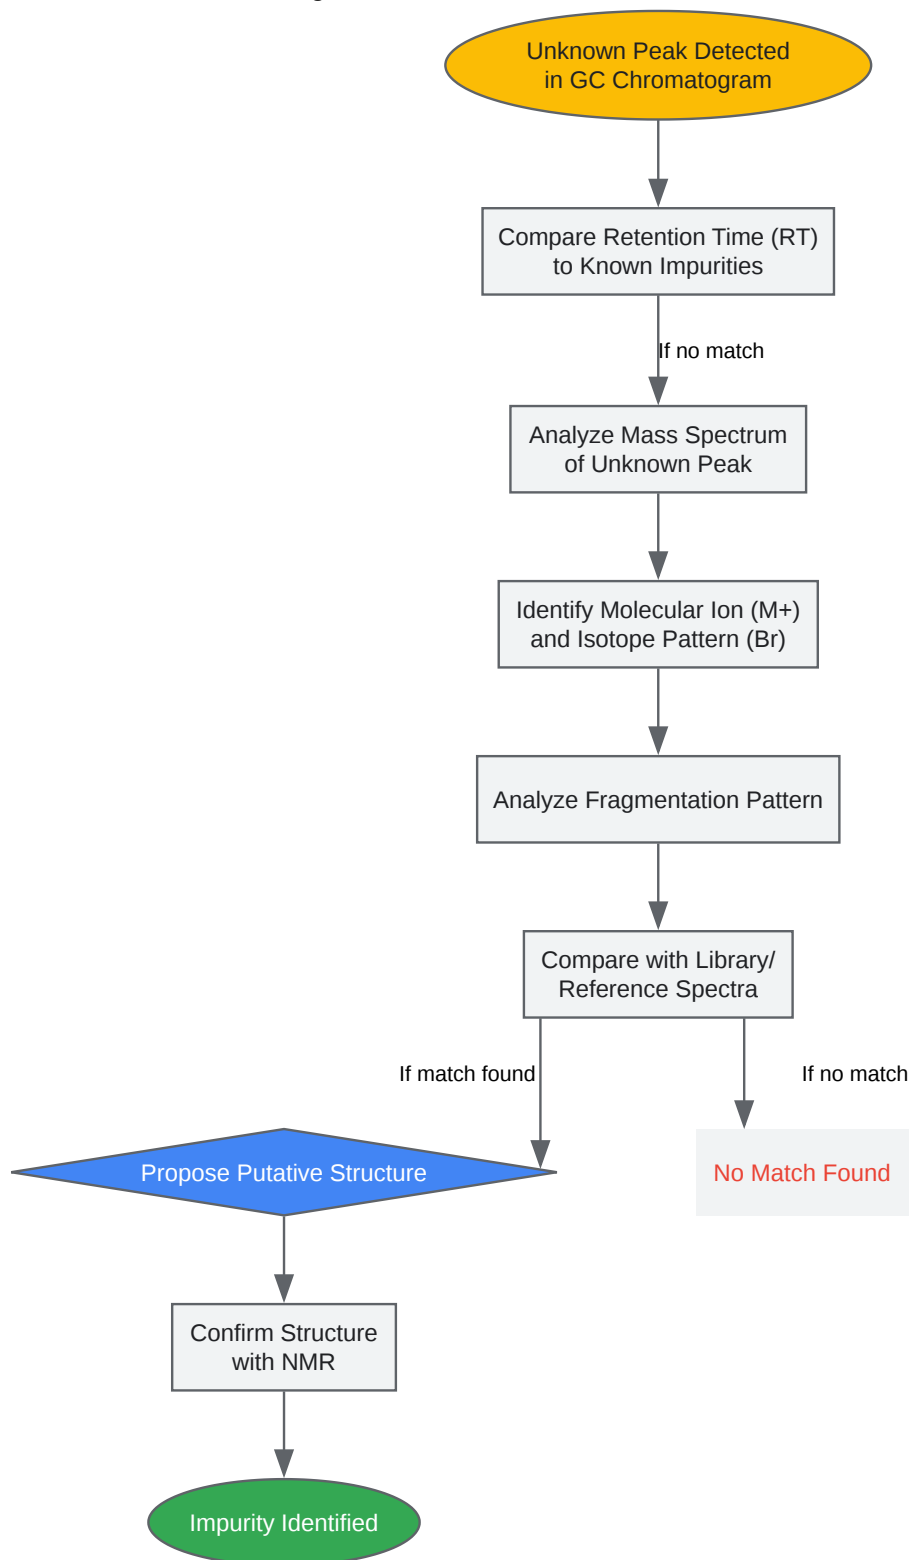 Unknown Peak Detected
in GC Chromatogram
Compare Retention Time (RT)
to Known Impurities
If no match
Analyze Mass Spectrum
of Unknown Peak
Identify Molecular Ion (M+)
and Isotope Pattern (Br)
Analyze Fragmentation Pattern
Compare with Library/
Reference Spectra
If match found
If no match
Propose Putative Structure
No Match Found
Confirm Structure
with NMR
Impurity Identified